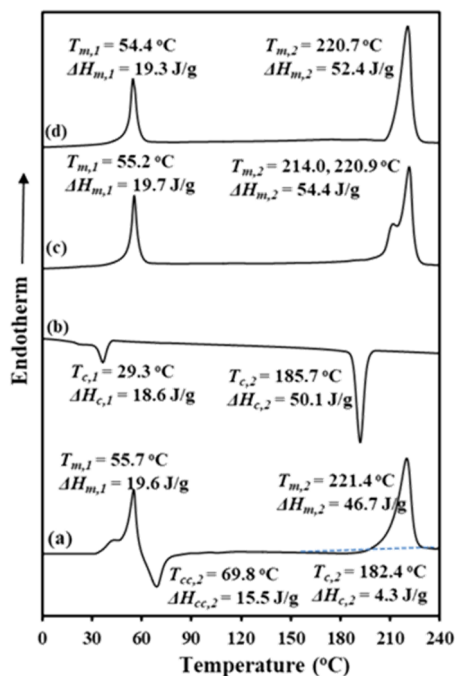 Tm,1 = 54.4 °C
ΔHm,1 = 19.3 J/g
Tm,2 = 220.7 °C
ΔHm,2 = 52.4 J/g
(d)
Tm,1 = 55.2 °C
ΔHm,1 = 19.7 J/g
Tm,2 = 214.0, 220.9 °C
ΔHm,2 = 54.4 J/g
(c)
(b)
Tc,1 = 29.3 °C
ΔHc,1 = 18.6 J/g
Tc,2 = 185.7 °C
ΔHc,2 = 50.1 J/g
Tm,1 = 55.7 °C
ΔHm,1 = 19.6 J/g
Tm,2 = 221.4 °C
ΔHm,2 = 46.7 J/g
(a)
Tcc,2 = 69.8 °C
ΔHcc,2 = 15.5 J/g
Tc,2 = 182.4 °C
ΔHc,2 = 4.3 J/g
Endotherm
0 30 60 90 120 150 180 210 240
Temperature (°C)